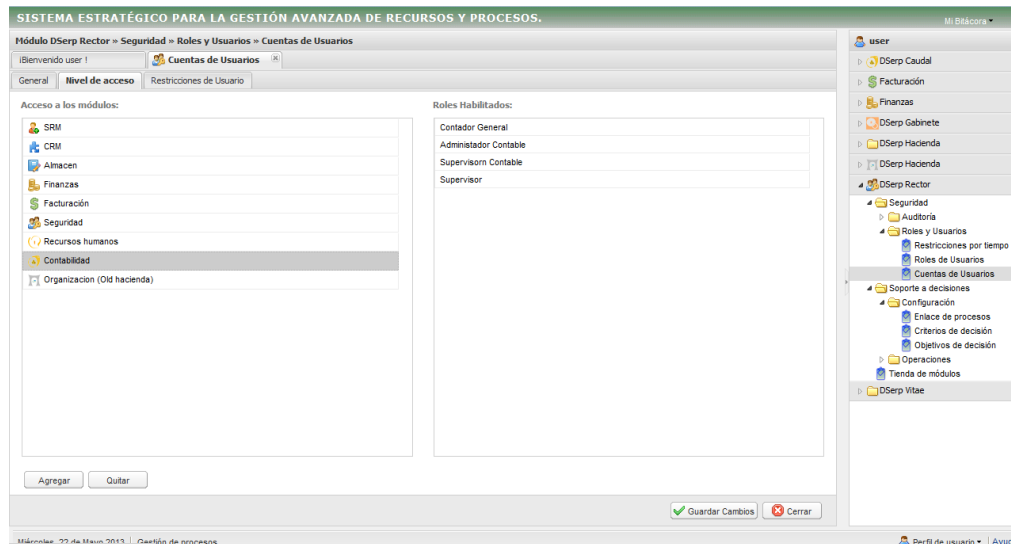 SISTEMA ESTRATÉGICO PARA LA GESTIÓN AVANZADA DE RECURSOS Y PROCESOS.
Mi Bitácora
Módulo DSerp Rector » Seguridad » Roles y Usuarios » Cuentas de Usuarios
¡Bienvenido user !
Cuentas de Usuarios
General
Nivel de acceso
Restricciones de Usuario
Acceso a los módulos:
SRM
CRM
Almacen
Finanzas
Facturación
Seguridad
Recursos humanos
Contabilidad
Organizacion (Old hacienda)
Roles Habilitados:
Contador General
Administador Contable
Supervisorn Contable
Supervisor
Agregar
Quitar
Guardar Cambios
Cerrar
user
DSerp Caudal
Facturación
Finanzas
DSerp Gabinete
DSerp Hacienda
DSerp Hacienda
DSerp Rector
Seguridad
Auditoría
Roles y Usuarios
Restricciones por tiempo
Roles de Usuarios
Cuentas de Usuarios
Soporte a decisiones
Configuración
Enlace de procesos
Criterios de decisión
Objetivos de decisión
Operaciones
Tienda de módulos
DSerp Vitae
Miércoles, 22 de Mayo 2013
Gestión de procesos
Perfil de usuario